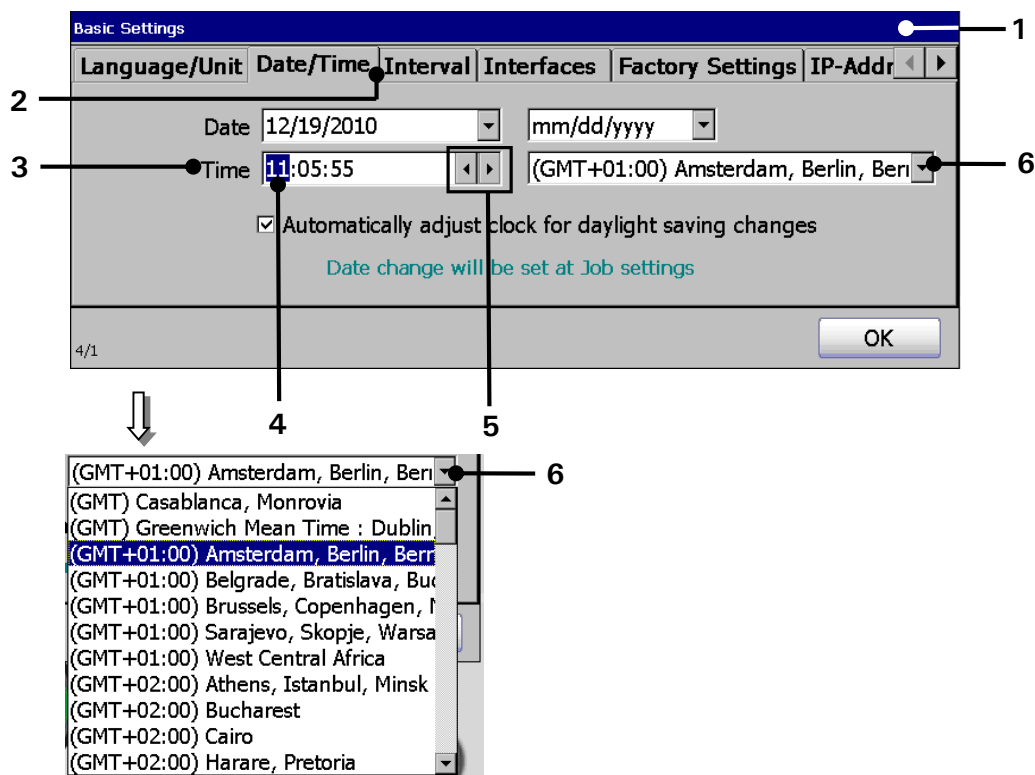 Basic Settings
1
Language/Unit Date/Time Interval Interfaces Factory Settings IP-Addr
2
Date 12/19/2010 mm/dd/yyyy
3 Time 11:05:55 (GMT+01:00) Amsterdam, Berlin, Bern 6
Automatically adjust clock for daylight saving changes
Date change will be set at Job settings
4/1 OK
4 5
(GMT+01:00) Amsterdam, Berlin, Bern 6
(GMT) Casablanca, Monrovia
(GMT) Greenwich Mean Time : Dublin,
(GMT+01:00) Amsterdam, Berlin, Bern
(GMT+01:00) Belgrade, Bratislava, Bud
(GMT+01:00) Brussels, Copenhagen, M
(GMT+01:00) Sarajevo, Skopje, Warsa
(GMT+01:00) West Central Africa
(GMT+02:00) Athens, Istanbul, Minsk
(GMT+02:00) Bucharest
(GMT+02:00) Cairo
(GMT+02:00) Harare, Pretoria